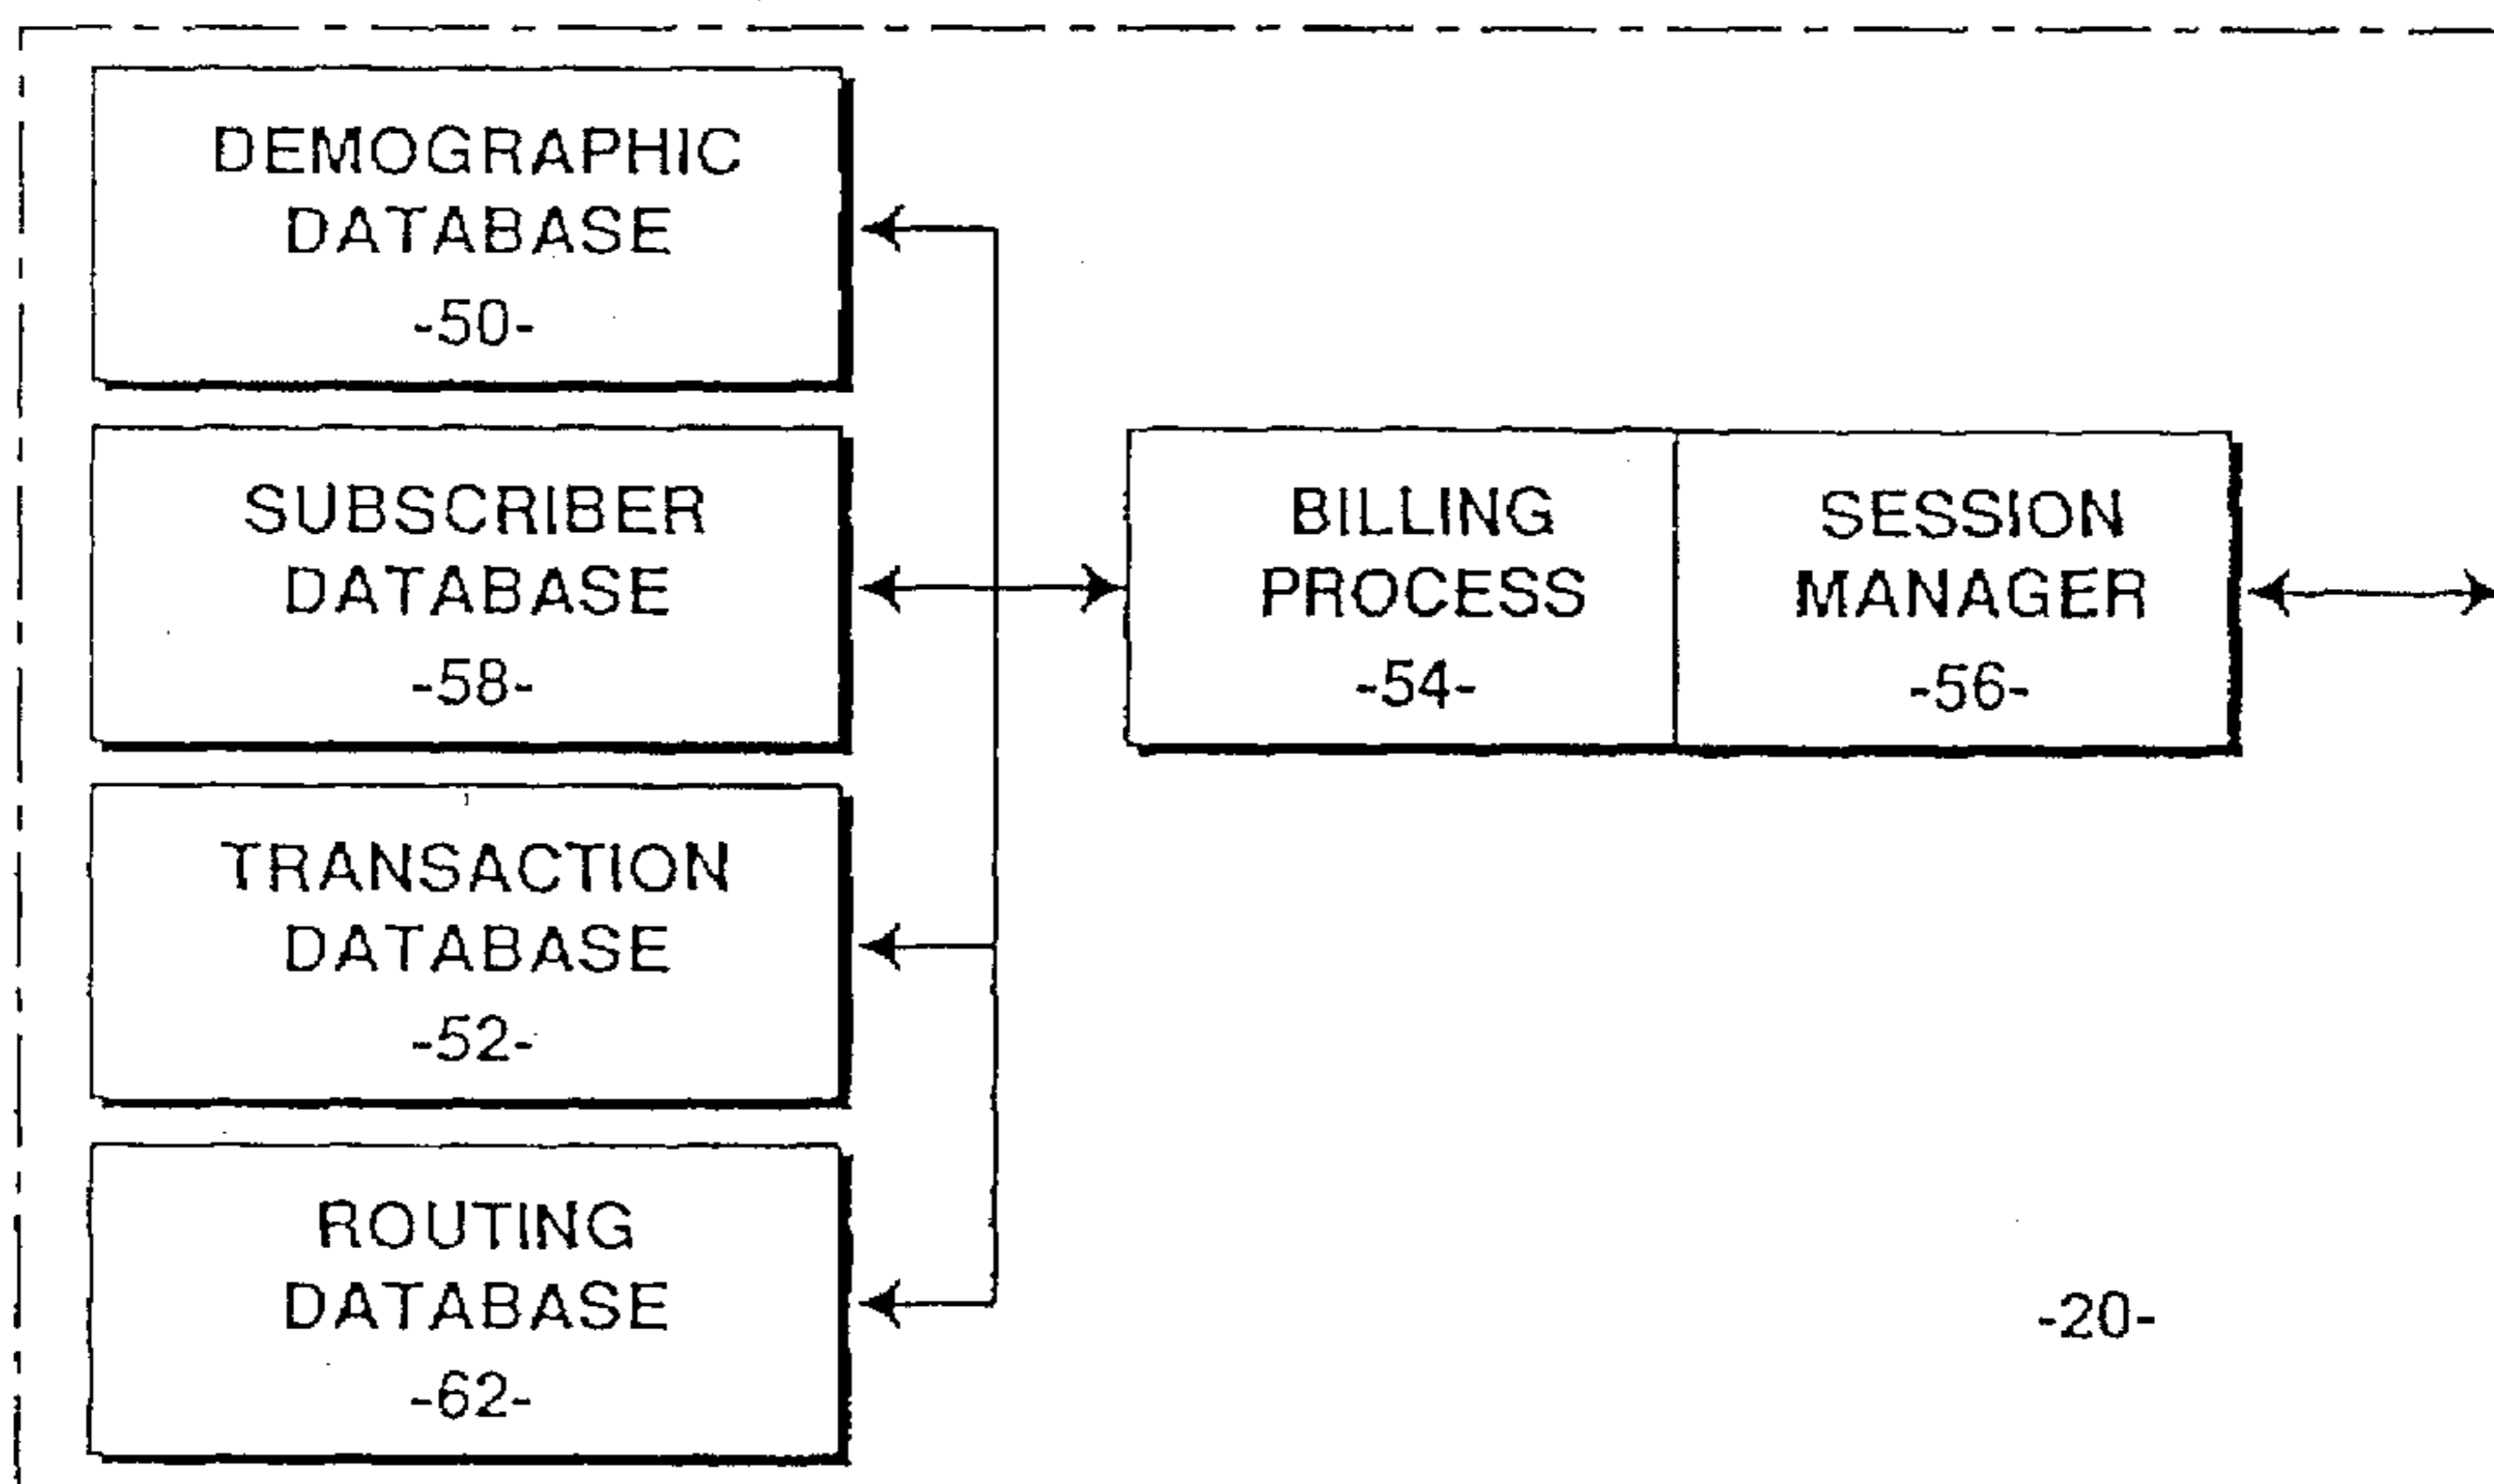 DEMOGRAPHIC
DATABASE
-50-
SUBSCRIBER
DATABASE
-58-
BILLING
PROCESS
-54-
SESSION
MANAGER
-56-
TRANSACTION
DATABASE
-52-
ROUTING
DATABASE
-62-
-20-